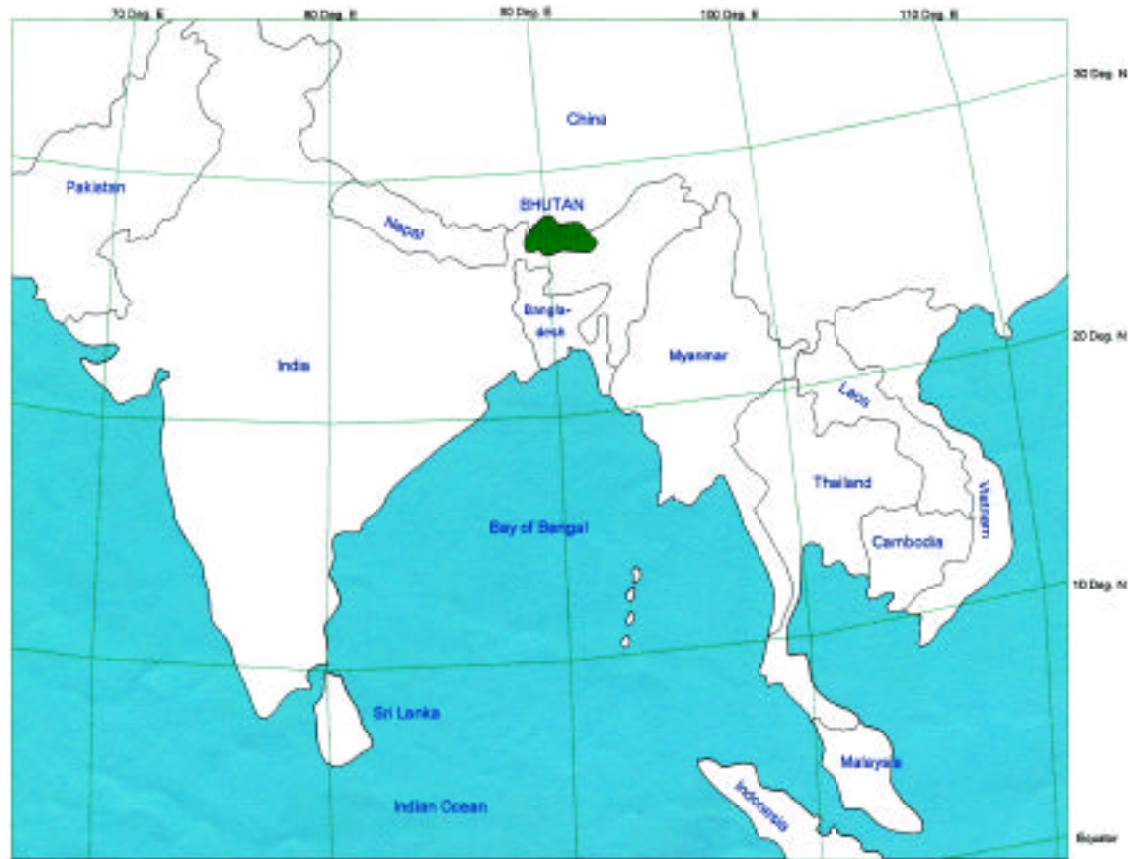 70 Deg. E
80 Deg. E
90 Deg. E
100 Deg. E
110 Deg. E
30 Deg. N
China
Pakistan
BHUTAN
Nepal
Bangla-
desh
20 Deg. N
Myanmar
India
Laos
Thailand
Vietnam
Bay of Bengal
Cambodia
10 Deg. N
Sri Lanka
Malaysia
Indonesia
Indian Ocean
Equator